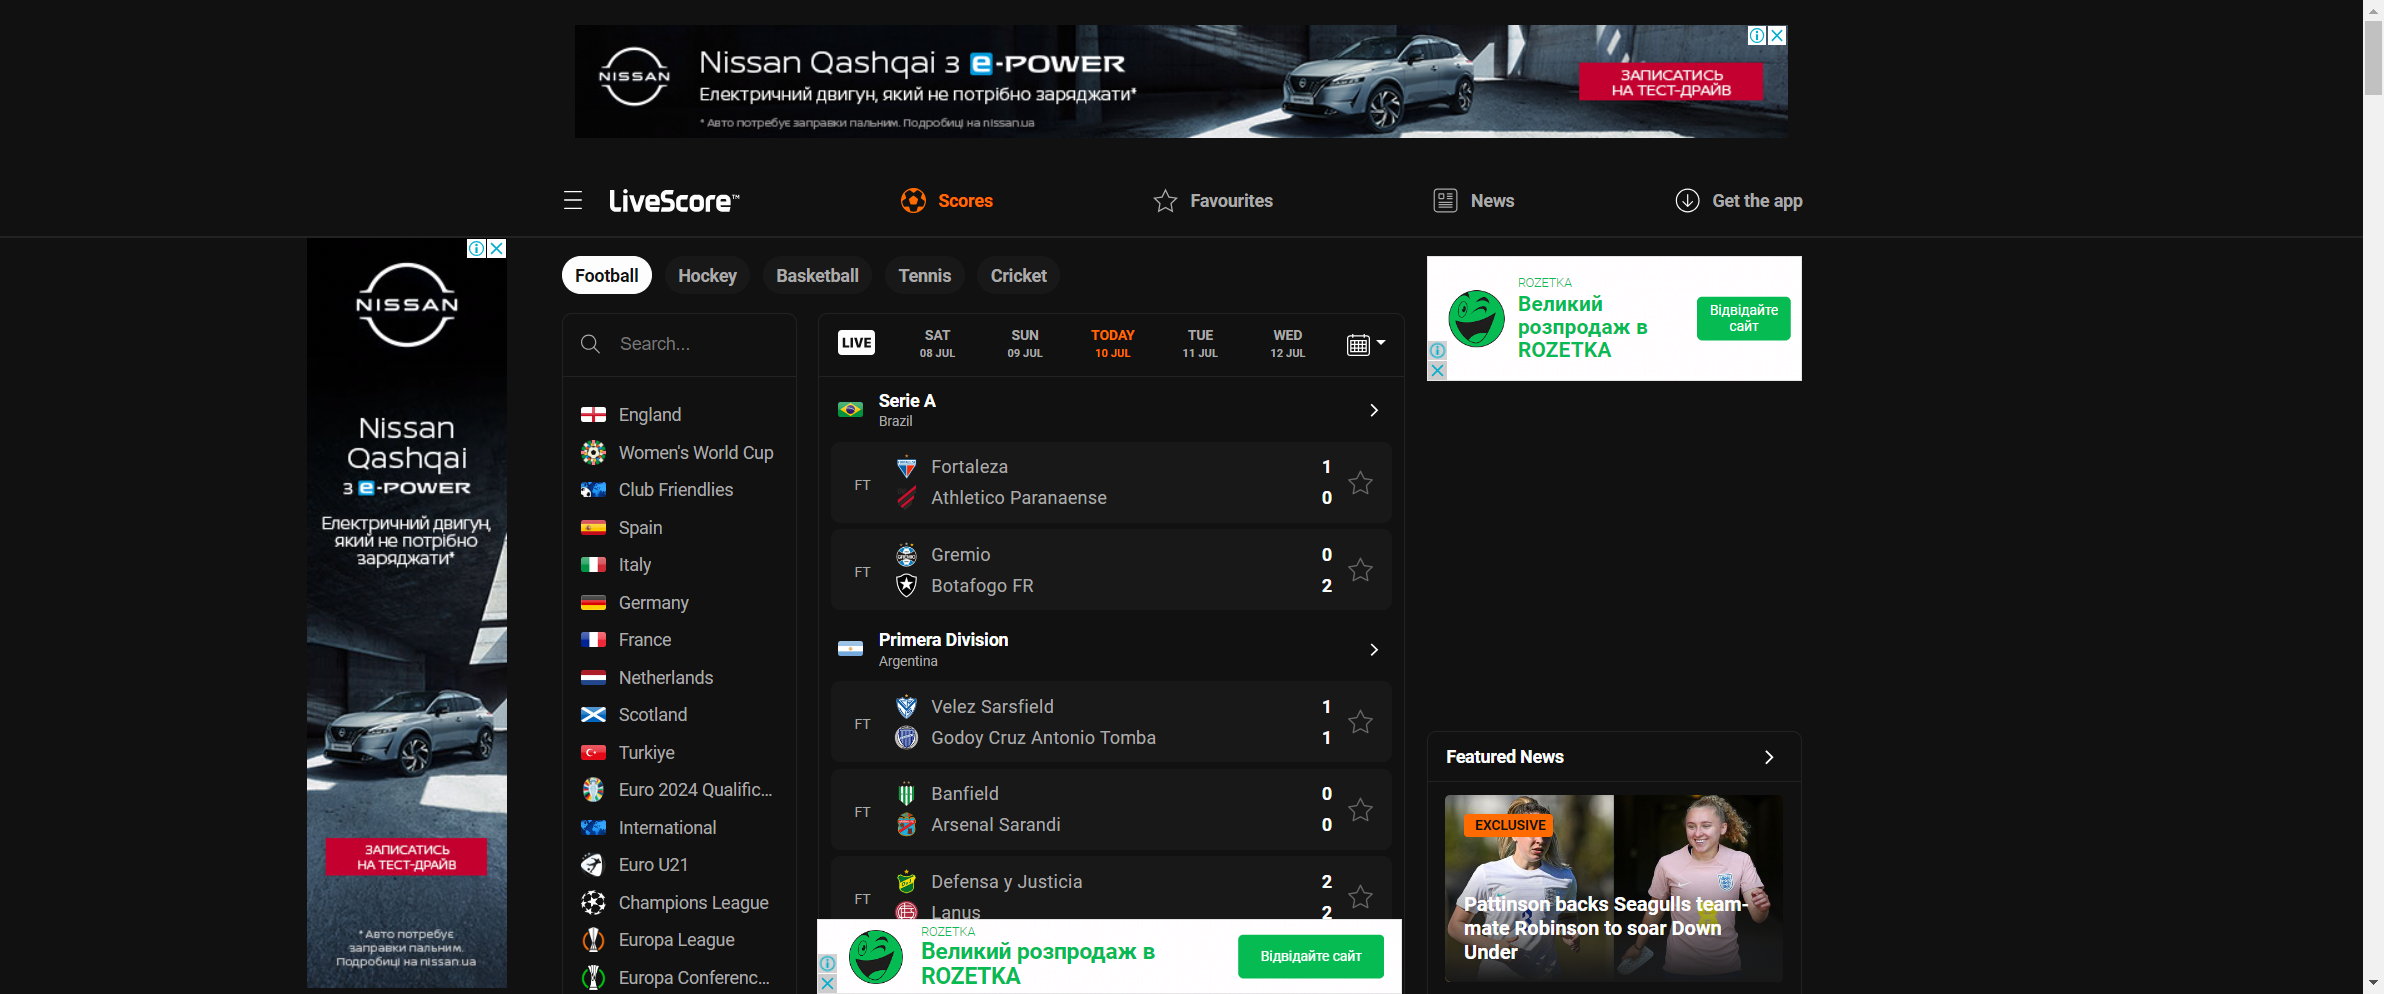 NISSAN
Nissan Qashqai з e-POWER
Електричний двигун, який не потрібно заряджати*
* Авто потребує заправки пальним. Подробиці на nissan.ua
ЗАПИСАТИСЬ
НА ТЕСТ-ДРАЙВ
LiveScore™
Scores
Favourites
News
Get the app
NISSAN
Nissan
Qashqai
з e-POWER
Електричний двигун,
який не потрібно
заряджати*
ЗАПИСАТИСЬ
НА ТЕСТ-ДРАЙВ
*Авто потребує
заправки пальним.
Подробиці на nissan.ua
Football
Hockey
Basketball
Tennis
Cricket
Search...
England
Women's World Cup
Club Friendlies
Spain
Italy
Germany
France
Netherlands
Scotland
Turkiye
Euro 2024 Qualific...
International
Euro U21
Champions League
Europa League
Europa Conferenc...
LIVE
SAT
08 JUL
SUN
09 JUL
TODAY
10 JUL
TUE
11 JUL
WED
12 JUL
Serie A
Brazil
FT
Fortaleza 1
Athletico Paranaense 0
FT
Gremio 0
Botafogo FR 2
Primera Division
Argentina
FT
Velez Sarsfield 1
Godoy Cruz Antonio Tomba 1
FT
Banfield 0
Arsenal Sarandi 0
FT
Defensa y Justicia 2
Lanus 2
ROZETKA
Великий розпродаж в
ROZETKA
Відвідайте сайт
ROZETKA
Великий
розпродаж в
ROZETKA
Відвідайте
сайт
Featured News
EXCLUSIVE
Pattinson backs Seagulls team-
mate Robinson to soar Down
Under